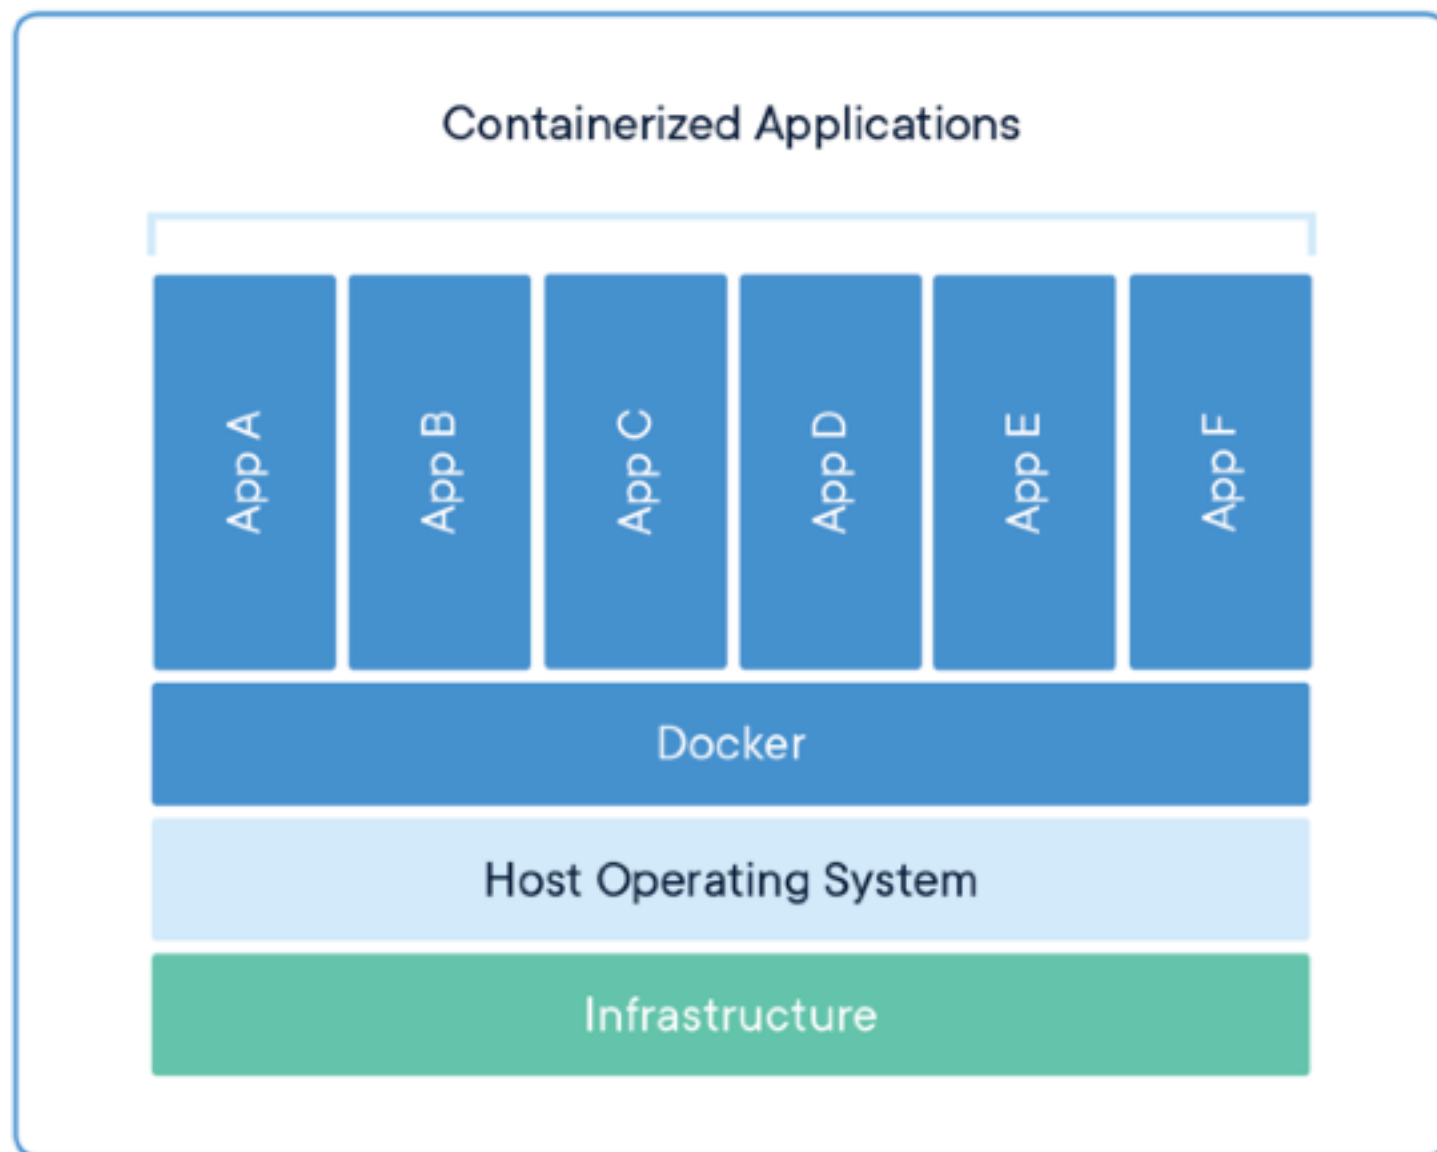 Containerized Applications
App A
App B
App C
App D
App E
App F
Docker
Host Operating System
Infrastructure